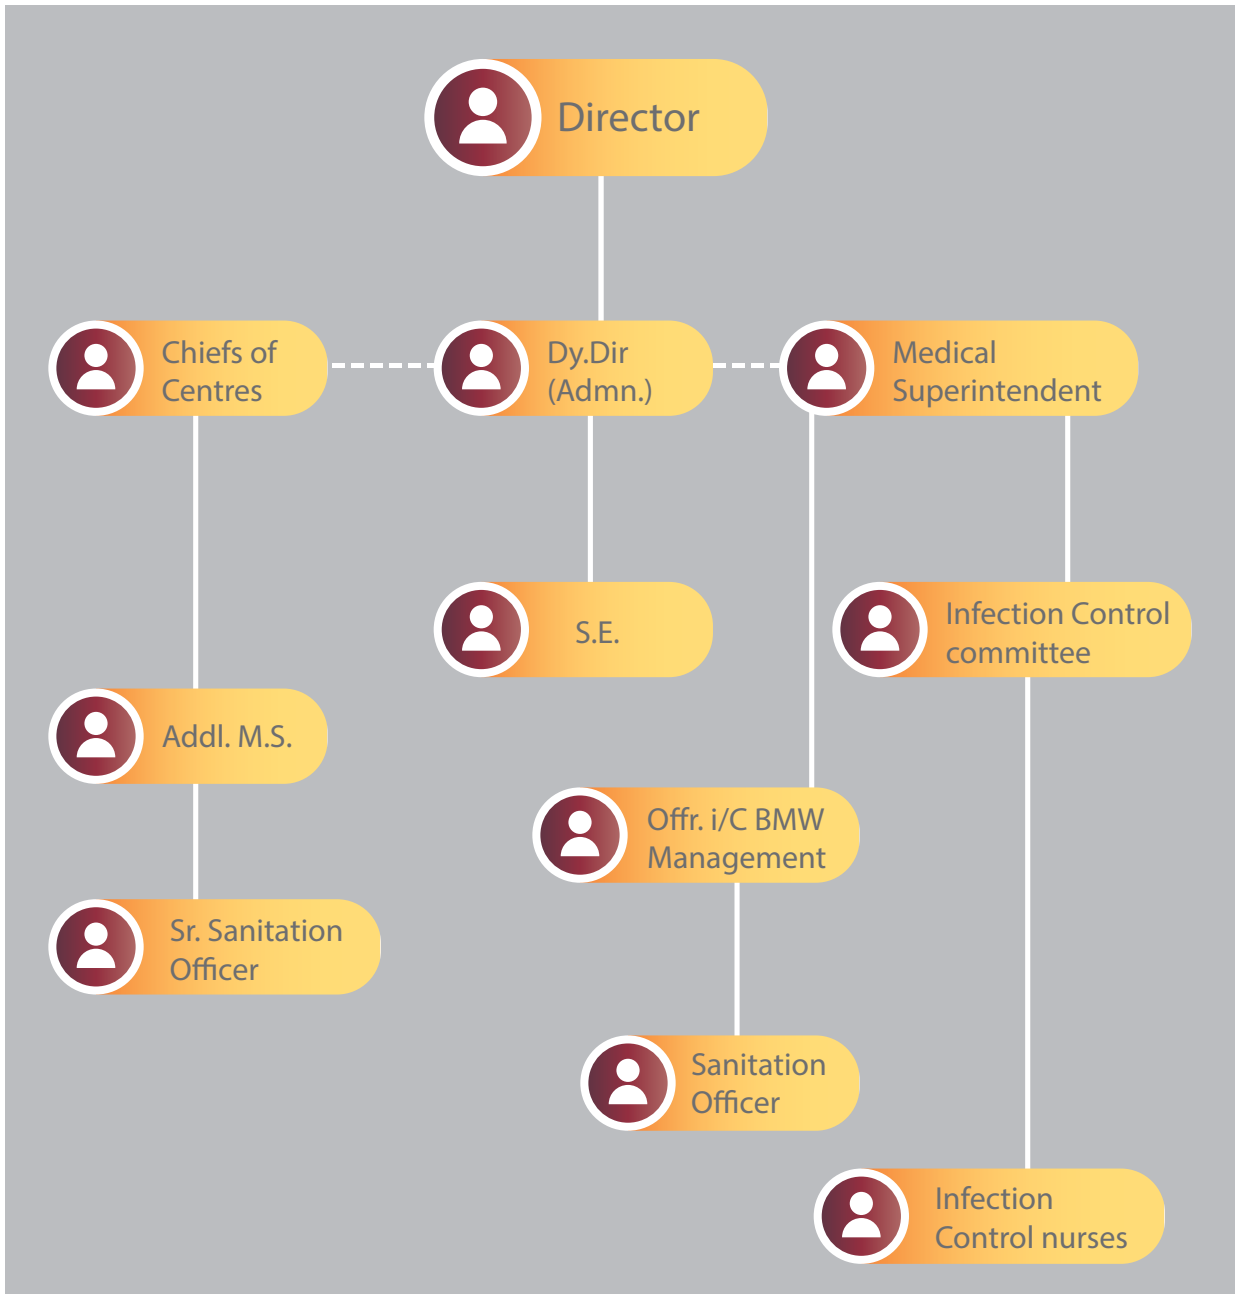 Director
Chiefs of
Centres
Dy.Dir
(Admn.)
Medical
Superintendent
S.E.
Infection Control
committee
Addl. M.S.
Offr. i/C BMW
Management
Sr. Sanitation
Officer
Sanitation
Officer
Infection
Control nurses